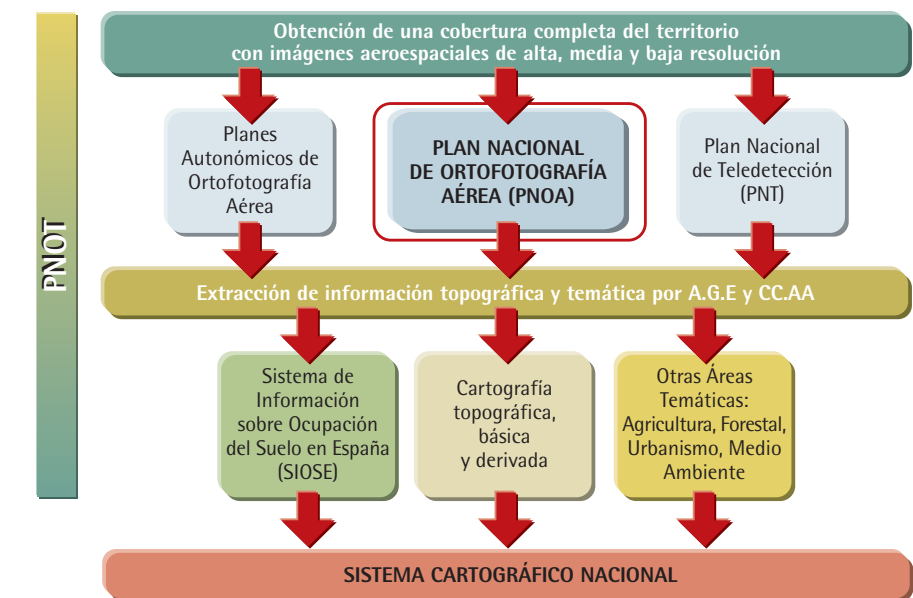 PNOT
Obtención de una cobertura completa del territorio
con imágenes aeroespaciales de alta, media y baja resolución
Planes
Autonómicos de
Ortofotografía
Aérea
PLAN NACIONAL
DE ORTOFOTOGRAFÍA
AÉREA (PNOA)
Plan Nacional
de Teledetección
(PNT)
Extracción de información topográfica y temática por A.G.E y CC.AA
Sistema de
Información
sobre Ocupación
del Suelo en España
(SIOSE)
Cartografía
topográfica,
básica
y derivada
Otras Áreas
Temáticas:
Agricultura, Forestal,
Urbanismo, Medio
Ambiente
SISTEMA CARTOGRÁFICO NACIONAL